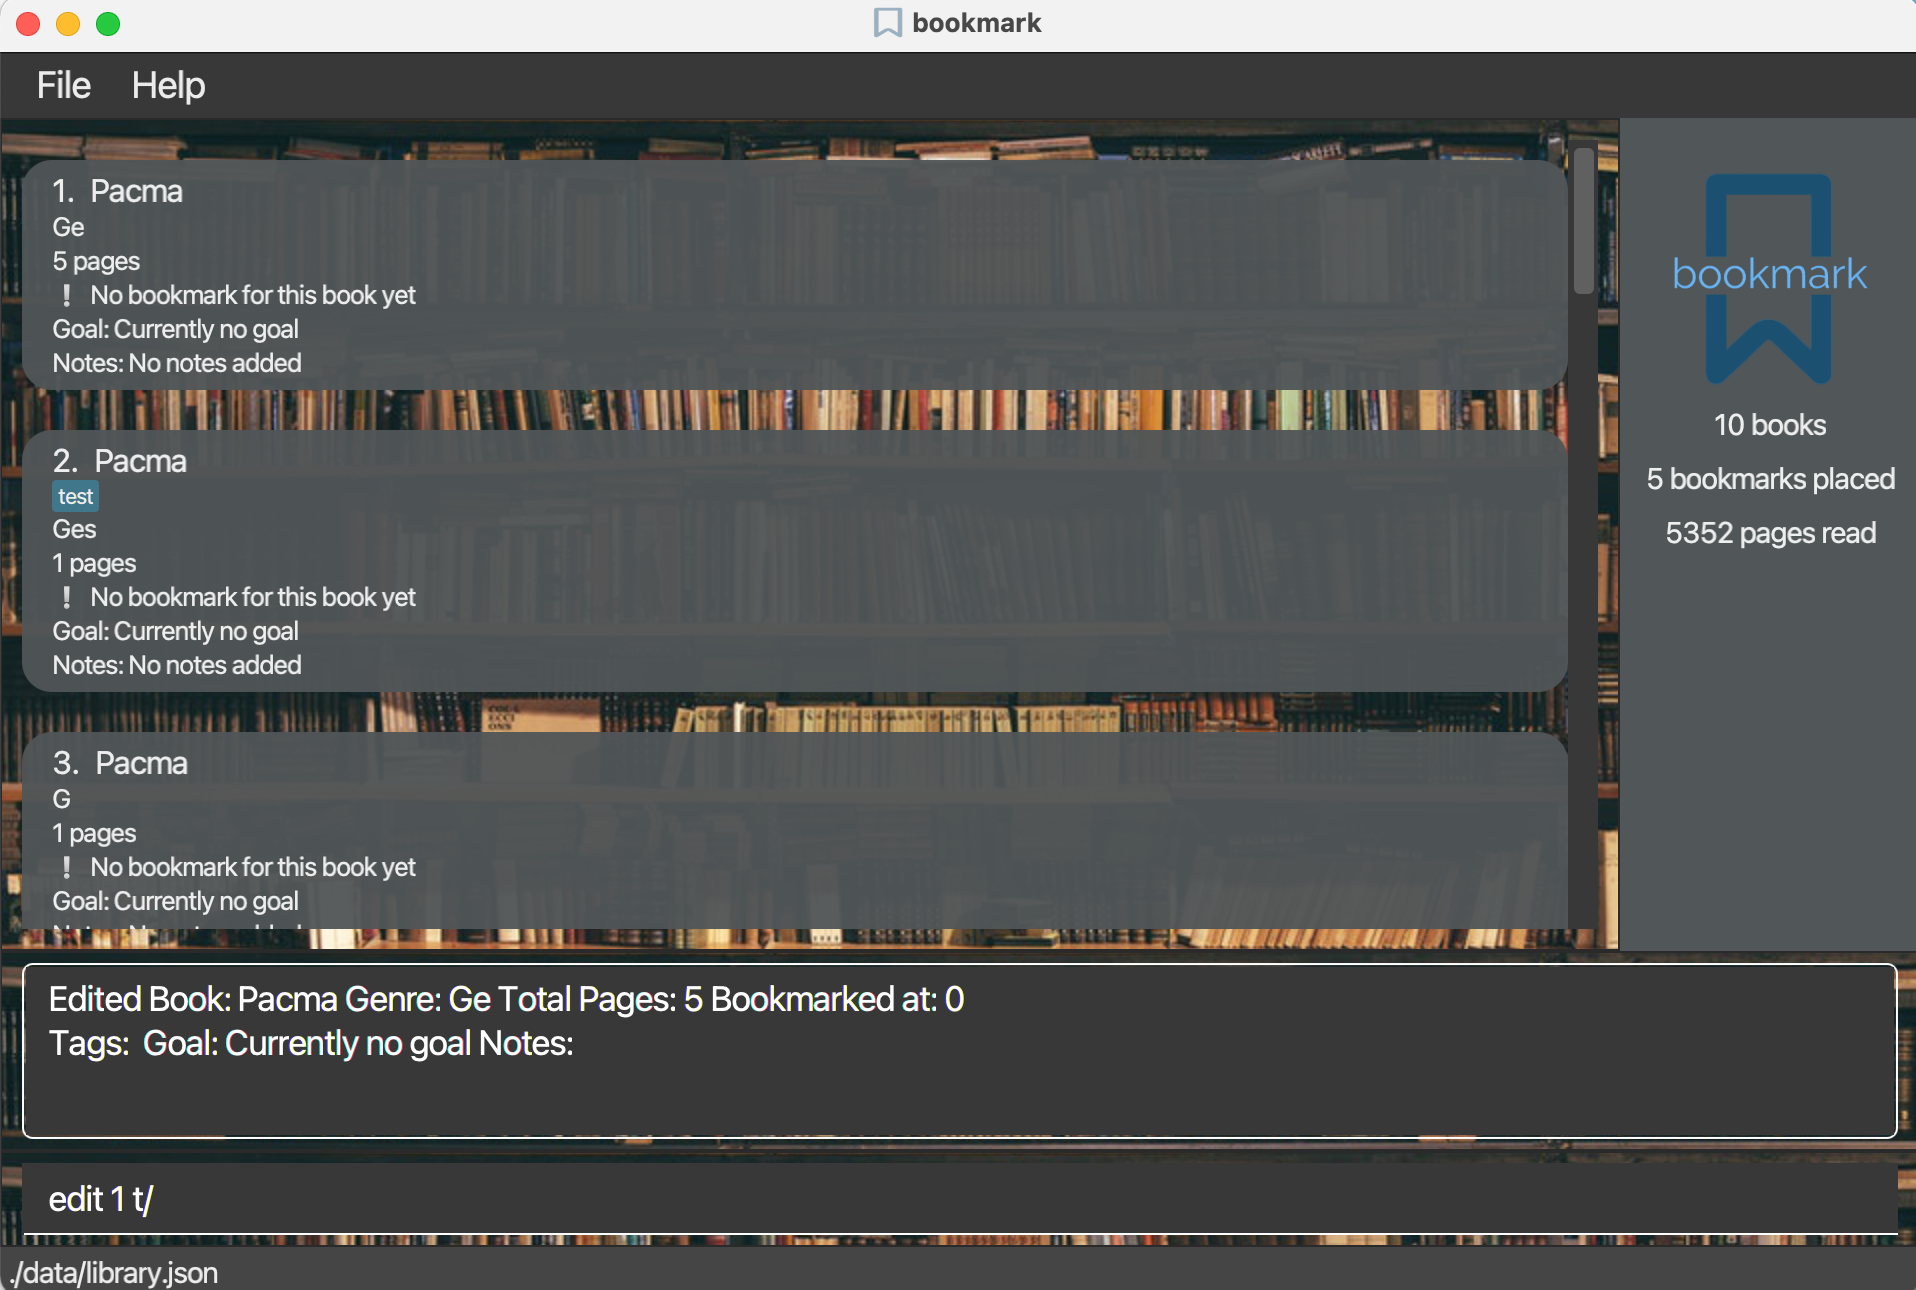 bookmark
File Help
1. Pacma
Ge
5 pages
! No bookmark for this book yet
Goal: Currently no goal
Notes: No notes added
2. Pacma
test
Ges
1 pages
! No bookmark for this book yet
Goal: Currently no goal
Notes: No notes added
3. Pacma
G
1 pages
! No bookmark for this book yet
Goal: Currently no goal
bookmark
10 books
5 bookmarks placed
5352 pages read
Edited Book: Pacma Genre: Ge Total Pages: 5 Bookmarked at: 0
Tags: Goal: Currently no goal Notes:
edit 1 t/
./data/library.json